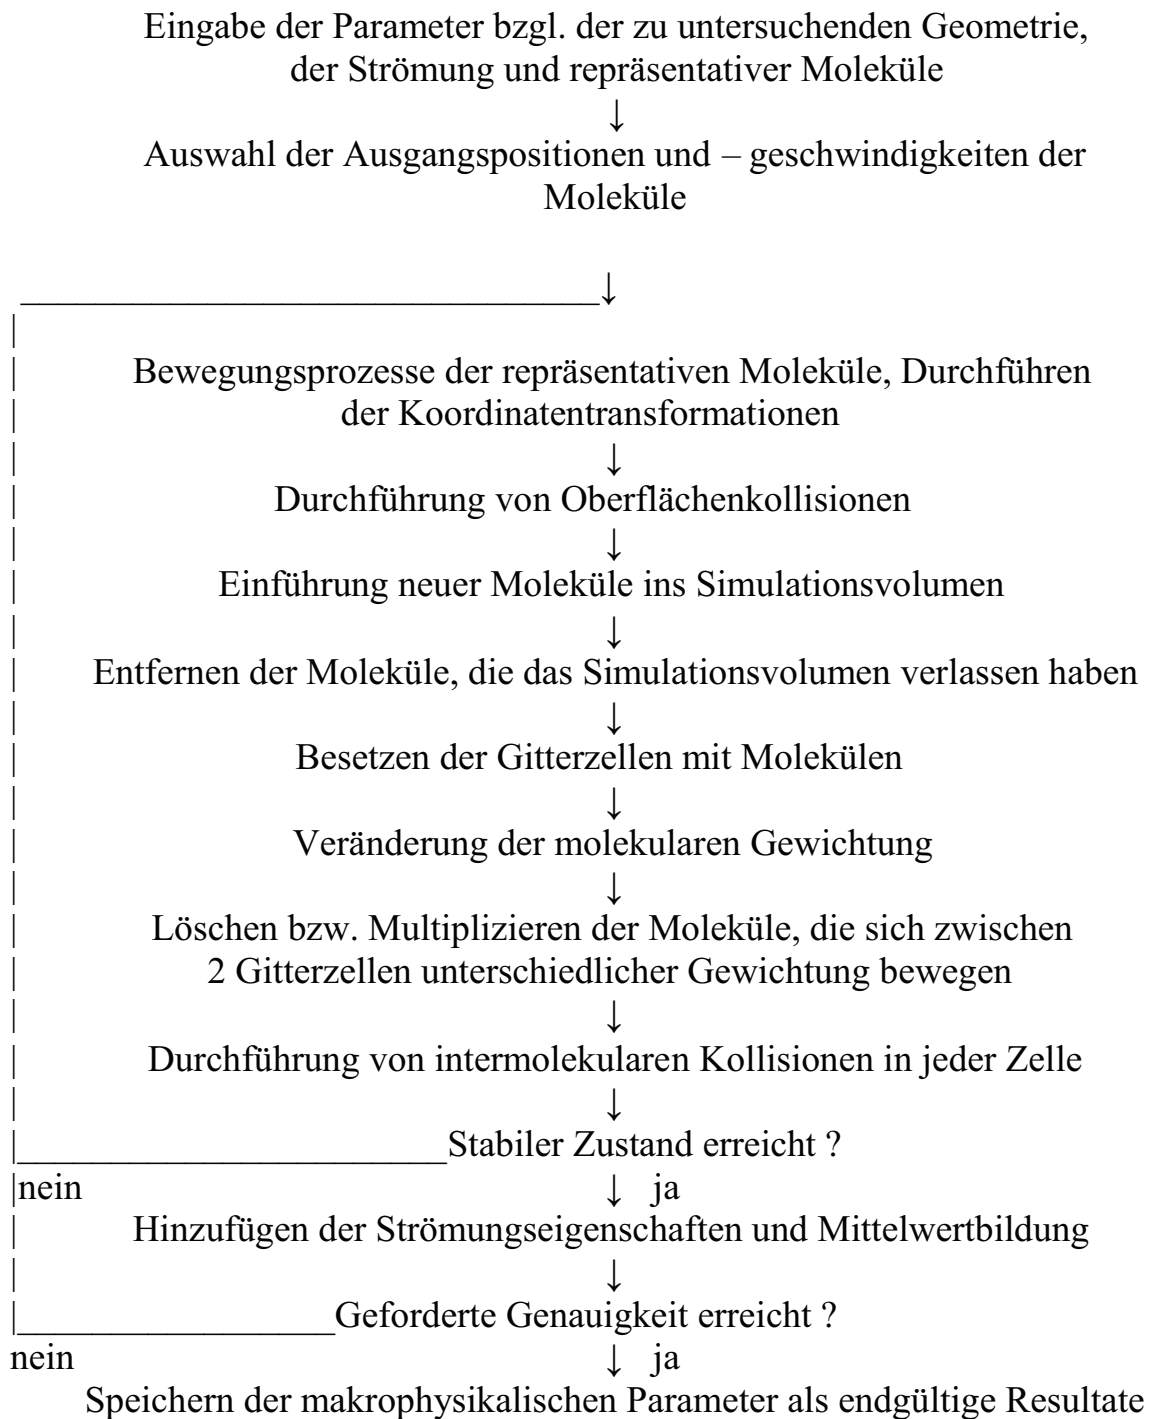 Eingabe der Parameter bzgl. der zu untersuchenden Geometrie,
der Strömung und repräsentativer Moleküle
↓
Auswahl der Ausgangspositionen und – geschwindigkeiten der
Moleküle
↓
Bewegungsprozesse der repräsentativen Moleküle, Durchführen
der Koordinatentransformationen
↓
Durchführung von Oberflächenkollisionen
↓
Einführung neuer Moleküle ins Simulationsvolumen
↓
Entfernen der Moleküle, die das Simulationsvolumen verlassen haben
↓
Besetzen der Gitterzellen mit Molekülen
↓
Veränderung der molekularen Gewichtung
↓
Löschen bzw. Multiplizieren der Moleküle, die sich zwischen
2 Gitterzellen unterschiedlicher Gewichtung bewegen
↓
Durchführung von intermolekularen Kollisionen in jeder Zelle
↓
Stabiler Zustand erreicht ?
nein ↓ ja
Hinzufügen der Strömungseigenschaften und Mittelwertbildung
↓
Geforderte Genauigkeit erreicht ?
nein ↓ ja
Speichern der makrophysikalischen Parameter als endgültige Resultate